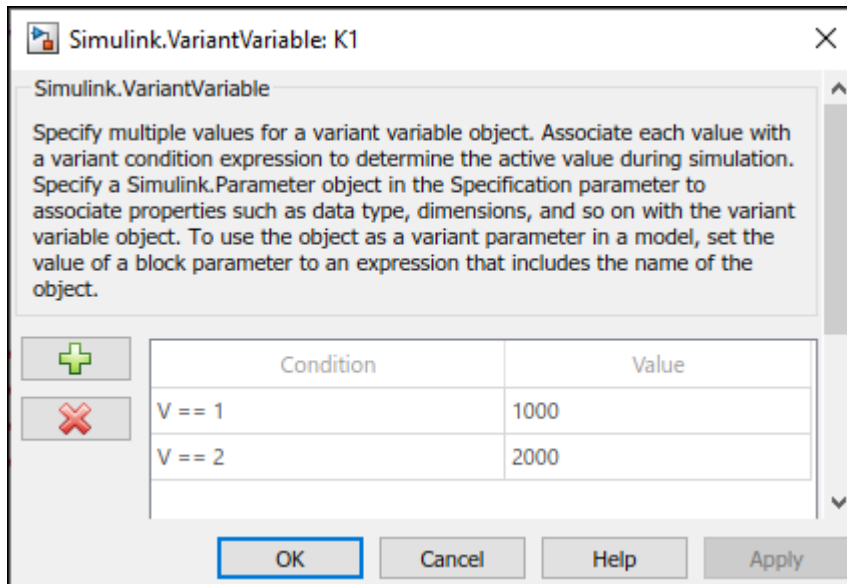 Simulink.VariantVariable: K1
Simulink.VariantVariable
Specify multiple values for a variant variable object. Associate each value with
a variant condition expression to determine the active value during simulation.
Specify a Simulink.Parameter object in the Specification parameter to
associate properties such as data type, dimensions, and so on with the variant
variable object. To use the object as a variant parameter in a model, set the
value of a block parameter to an expression that includes the name of the
object.
Condition Value
V == 1 1000
V == 2 2000
OK Cancel Help Apply